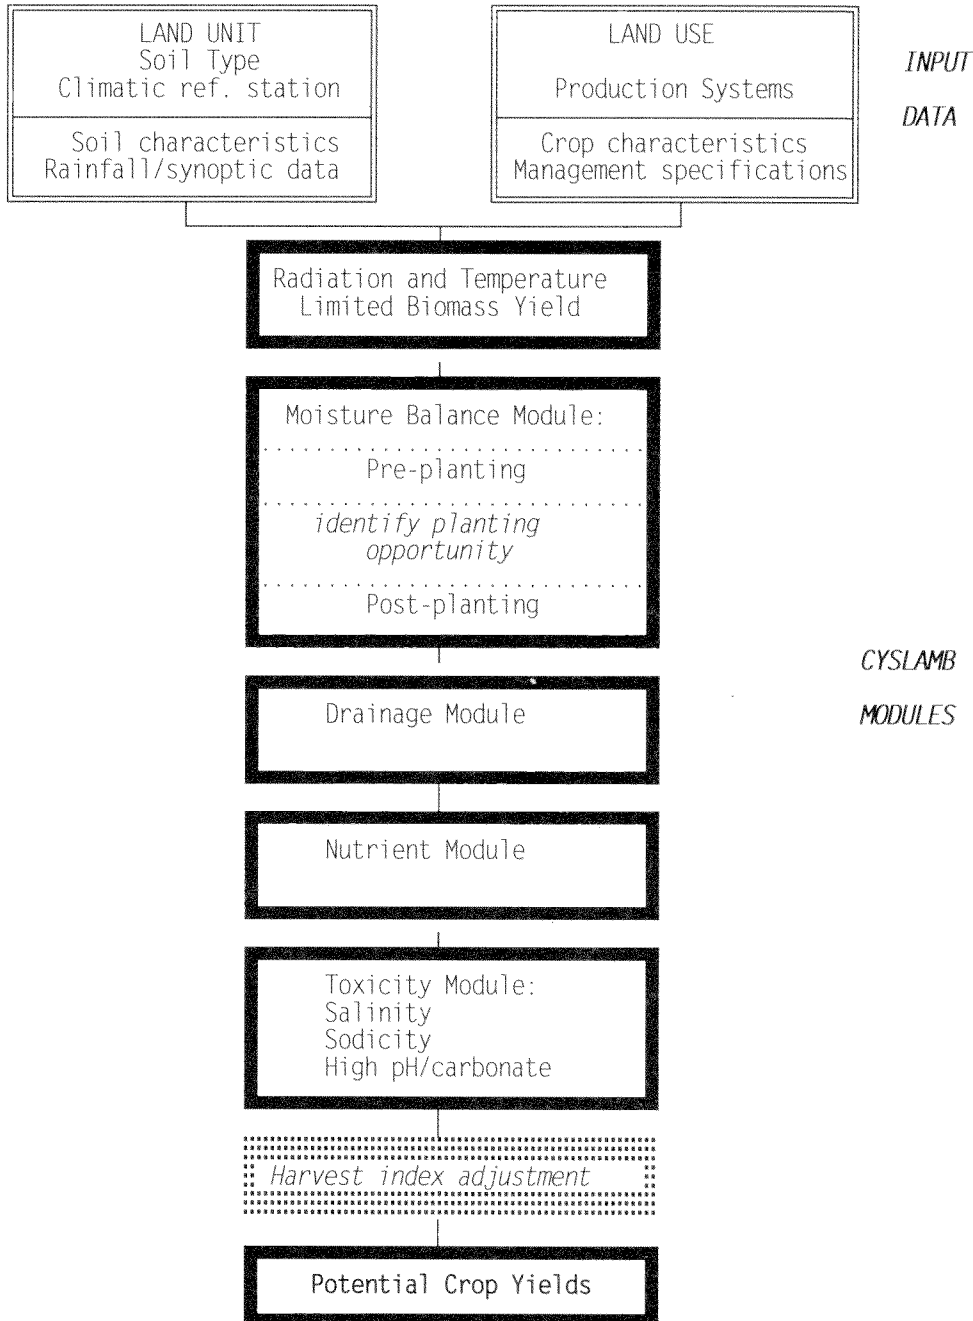 LAND UNIT
Soil Type
Climatic ref. station
Soil characteristics
Rainfall/synoptic data
LAND USE
Production Systems
Crop characteristics
Management specifications
INPUT
DATA
Radiation and Temperature
Limited Biomass Yield
Moisture Balance Module:
Pre-planting
identify planting
opportunity
Post-planting
CYSLAMB
MODULES
Drainage Module
Nutrient Module
Toxicity Module:
Salinity
Sodicity
High pH/carbonate
Harvest index adjustment
Potential Crop Yields